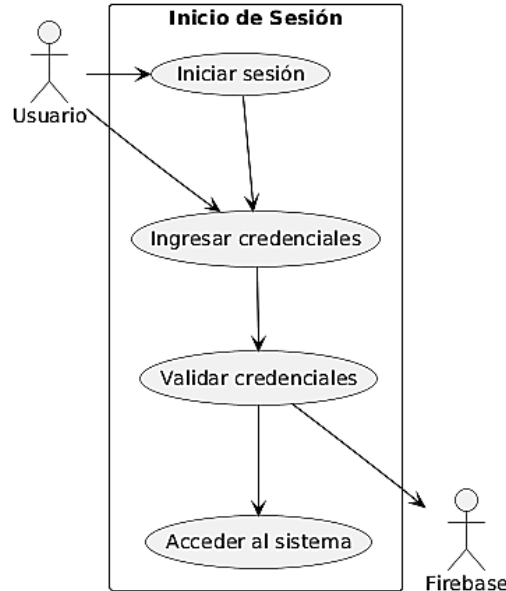 Inicio de Sesión
Iniciar sesión
Usuario
Ingresar credenciales
Validar credenciales
Acceder al sistema
Firebase